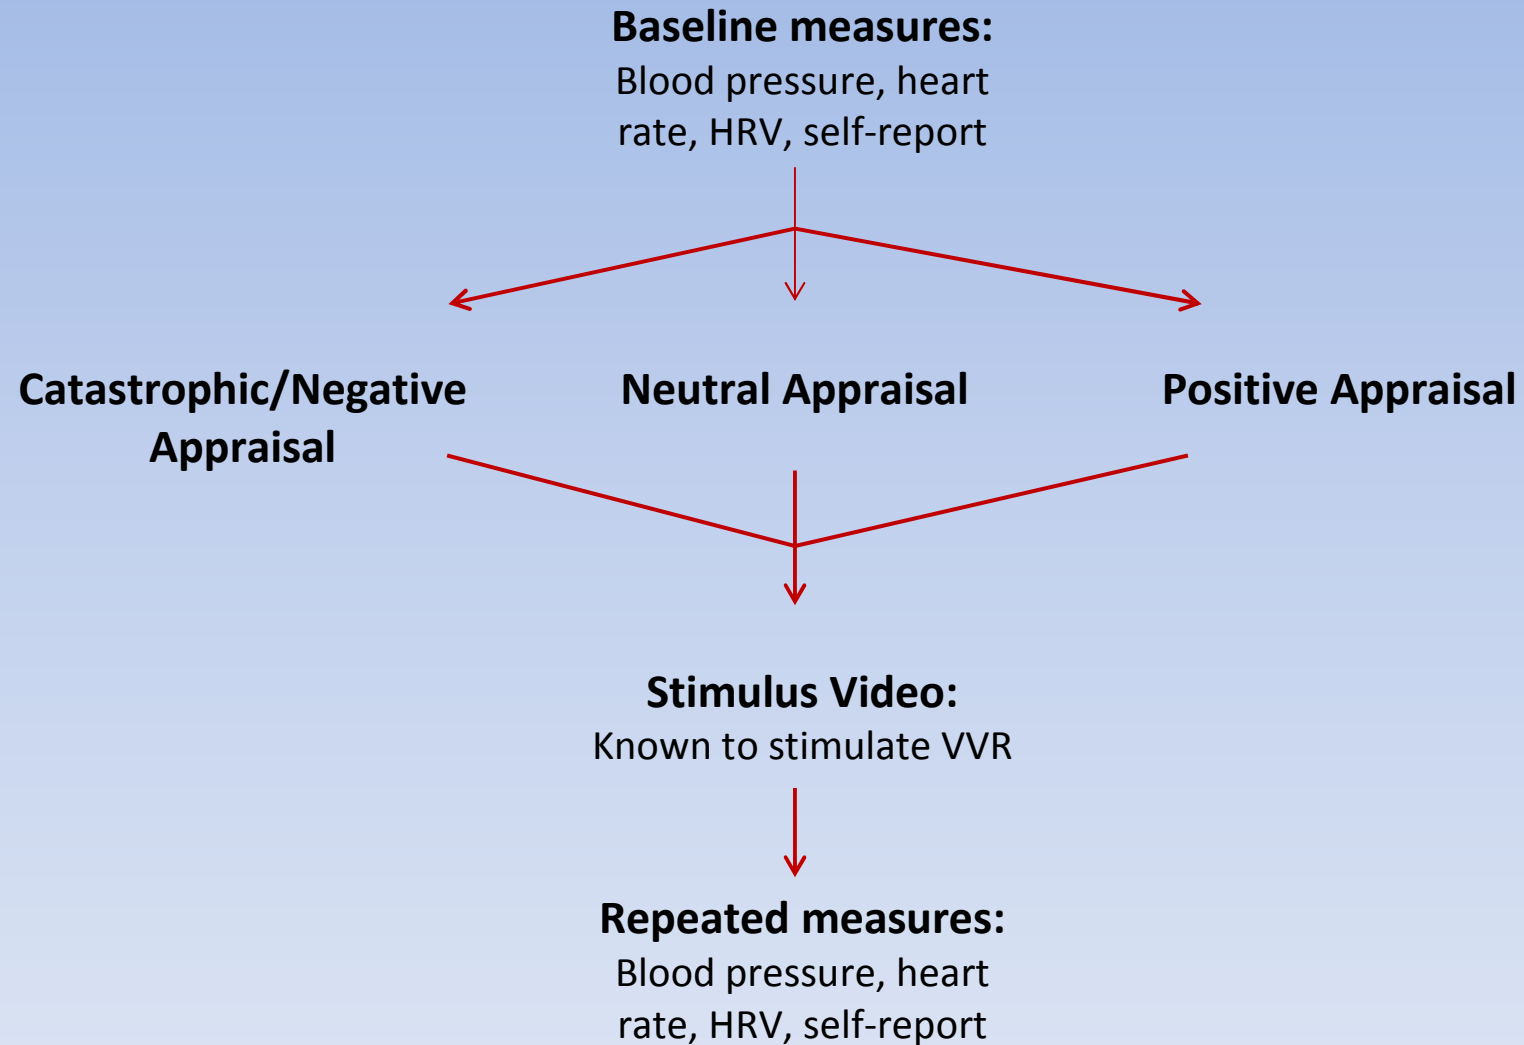 Baseline measures:
Blood pressure, heart
rate, HRV, self-report
Catastrophic/Negative
Appraisal
Neutral Appraisal
Positive Appraisal
Stimulus Video:
Known to stimulate VVR
Repeated measures:
Blood pressure, heart
rate, HRV, self-report